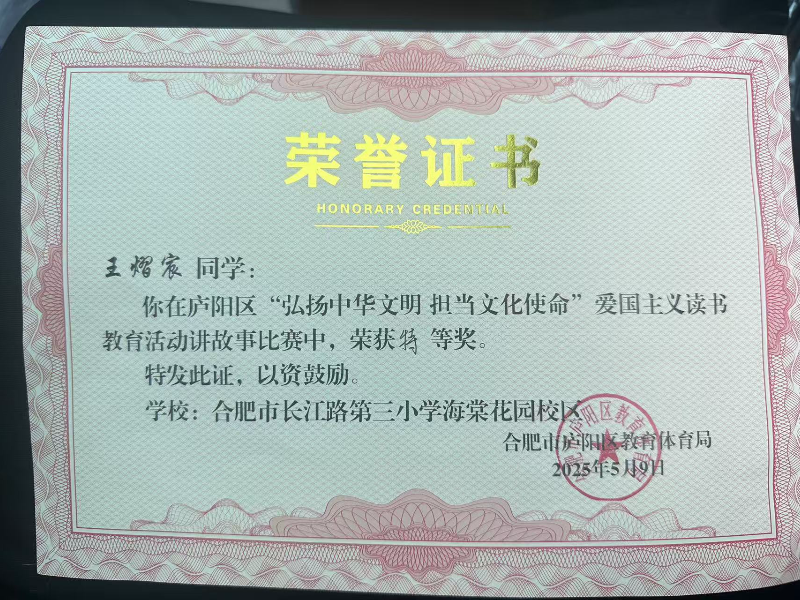 荣誉证书
HONORARY CREDENTIAL
王熠宸 同学：
你在庐阳区“弘扬中华文明 担当文化使命”爱国主义读书
教育活动讲故事比赛中，荣获特 等奖。
特发此证，以资鼓励。
学校：合肥市长江路第三小学海棠花园校区
合肥市庐阳区教育体育局
2025年5月9日